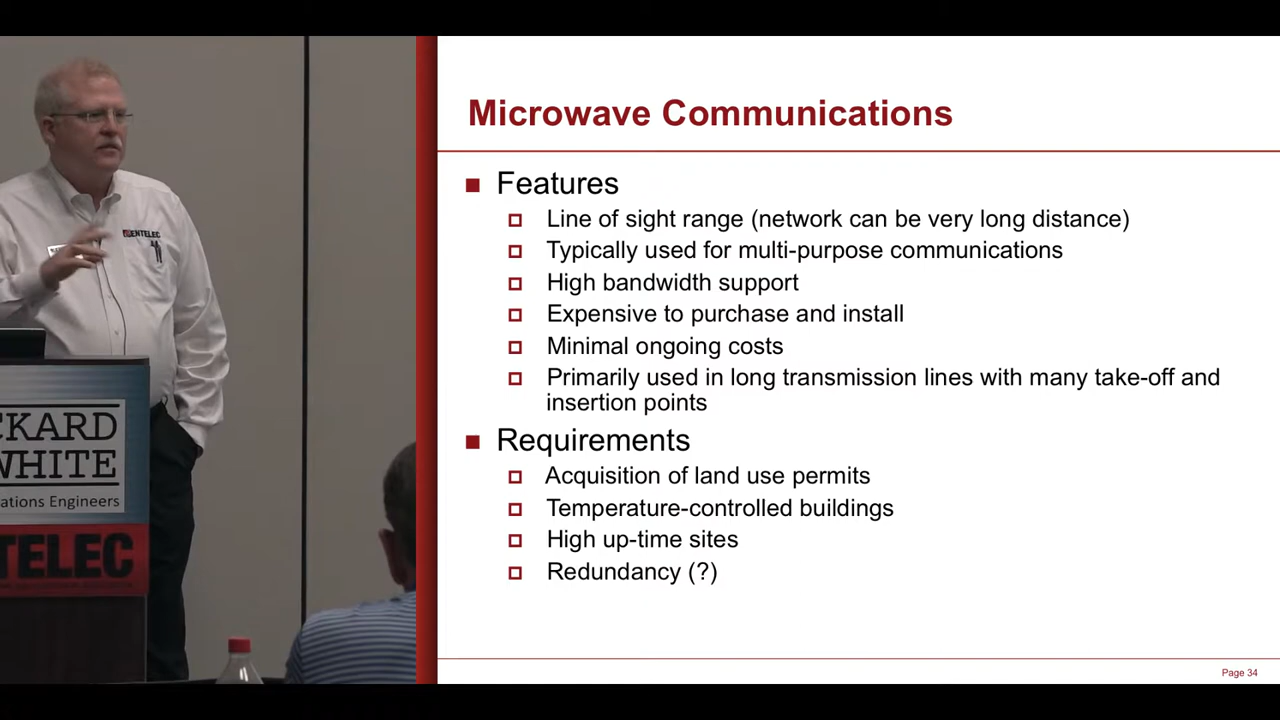 Microwave Communications
Features
Line of sight range (network can be very long distance)
Typically used for multi-purpose communications
High bandwidth support
Expensive to purchase and install
Minimal ongoing costs
Primarily used in long transmission lines with many take-off and
insertion points
Requirements
Acquisition of land use permits
Temperature-controlled buildings
High up-time sites
Redundancy (?)
Page 34
ENTELEC
CKARD
WHITE
ations Engineers
TELEC